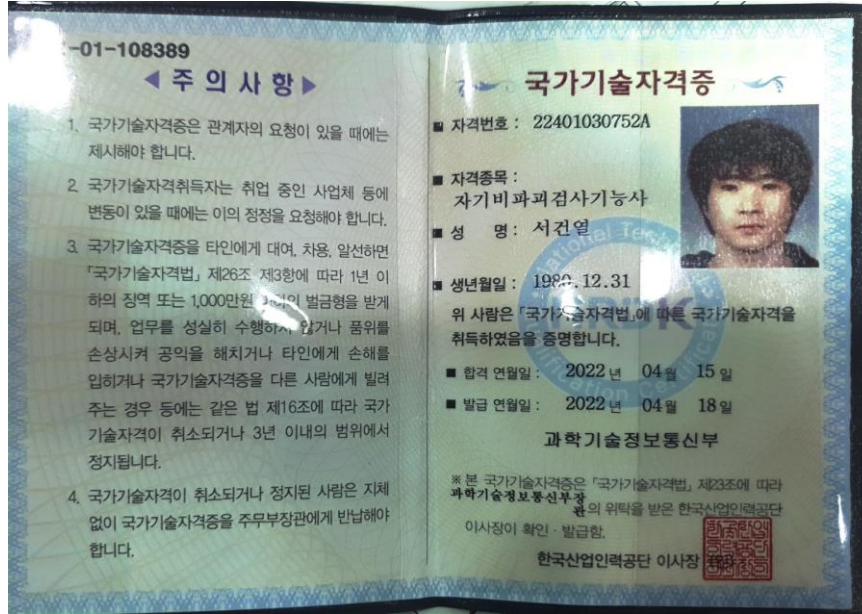 -01-108389
◀ 주 의 사 항 ▶
1. 국가기술자격증은 관계자의 요청이 있을 때에는
제시해야 합니다.
2. 국가기술자격취득자는 취업 중인 사업체 등에
변동이 있을 때에는 이의 정정을 요청해야 합니다.
3. 국가기술자격증을 타인에게 대여, 차용, 알선하면
「국가기술자격법」 제26조 제3항에 따라 1년 이
하의 징역 또는 1,000만원 이하의 벌금형을 받게
되며, 업무를 성실히 수행하지 않거나 품위를
손상시켜 공익을 해치거나 타인에게 손해를
입히거나 국가기술자격증을 다른 사람에게 빌려
주는 경우 등에는 같은 법 제16조에 따라 국가
기술자격이 취소되거나 3년 이내의 범위에서
정지됩니다.
4. 국가기술자격이 취소되거나 정지된 사람은 지체
없이 국가기술자격증을 주무부장관에게 반납해야
합니다.
국가기술자격증
■ 자격번호 : 22401030752A
■ 자격종목 :
자기비파괴검사기능사
■ 성 명 : 서건열
■ 생년월일 : 1980.12.31
위 사람은 「국가기술자격법」에 따른 국가기술자격을
취득하였음을 증명합니다.
■ 합격 연월일 : 2022 년 04 월 15 일
■ 발급 연월일 : 2022 년 04 월 18 일
과학기술정보통신부
※ 본 국가기술자격증은 「국가기술자격법」 제23조에 따라
과학기술정보통신부장
관의 위탁을 받은 한국산업인력공단
이사장이 확인 · 발급함.
한국산업인력공단 이사장